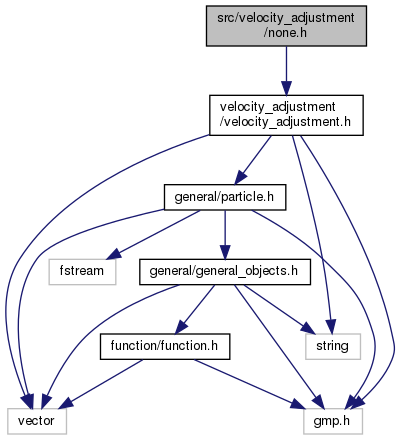 src/velocity_adjustment
/none.h
velocity_adjustment
/velocity_adjustment.h
general/particle.h
fstream
general/general_objects.h
function/function.h
string
vector
gmp.h